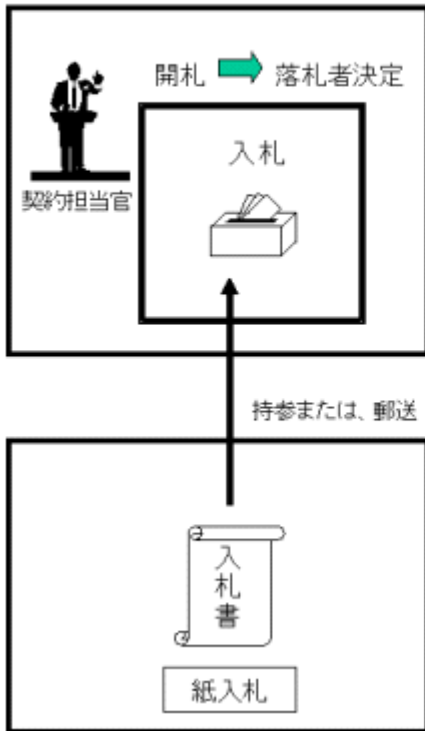 開札 落札者決定
入札
契約担当官
持参または、郵送
入札書
紙入札